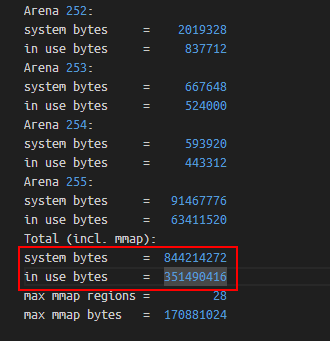 Arena 252:
system bytes     =    2019328
in use bytes     =     837712
Arena 253:
system bytes     =     667648
in use bytes     =     524000
Arena 254:
system bytes     =     593920
in use bytes     =     443312
Arena 255:
system bytes     =   91467776
in use bytes     =   63411520
Total (incl. mmap):
system bytes     =  844214272
in use bytes     =  351490416
max mmap regions =         28
max mmap bytes   =  170881024